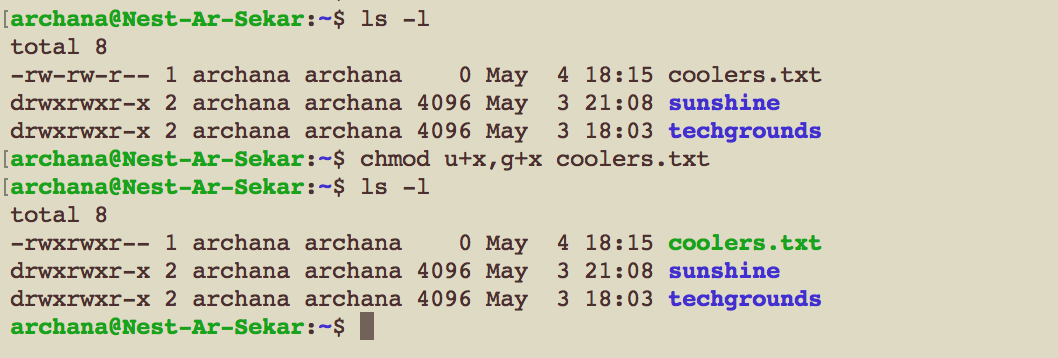 [archana@Nest-Ar-Sekar:~$ ls -l
total 8
-rw-rw-r-- 1 archana archana    0 May  4 18:15 coolers.txt
drwxrwxr-x 2 archana archana 4096 May  3 21:08 sunshine
drwxrwxr-x 2 archana archana 4096 May  3 18:03 techgrounds
[archana@Nest-Ar-Sekar:~$ chmod u+x,g+x coolers.txt
[archana@Nest-Ar-Sekar:~$ ls -l
total 8
-rwxrwxr-- 1 archana archana    0 May  4 18:15 coolers.txt
drwxrwxr-x 2 archana archana 4096 May  3 21:08 sunshine
drwxrwxr-x 2 archana archana 4096 May  3 18:03 techgrounds
archana@Nest-Ar-Sekar:~$